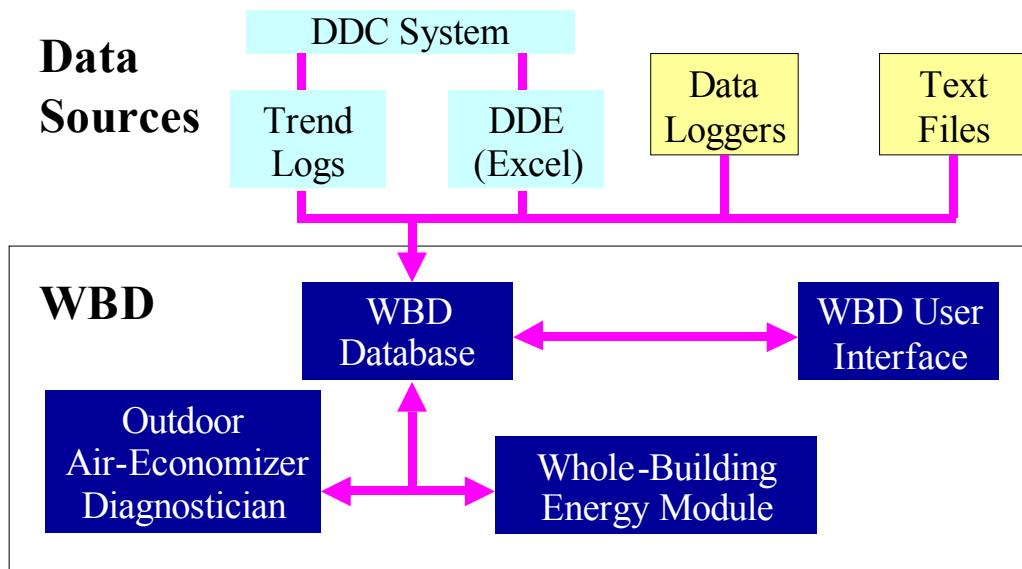 Data
Sources
DDC System
Trend
Logs
DDE
(Excel)
Data
Loggers
Text
Files
WBD
WBD
Database
WBD User
Interface
Outdoor
Air-Economizer
Diagnostician
Whole-Building
Energy Module